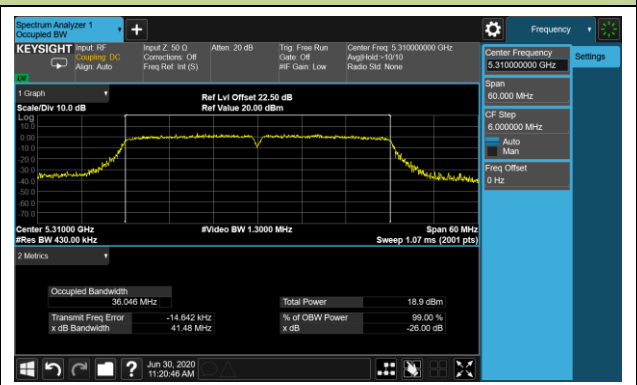 Spectrum Analyzer 1
Occupied BW
+
Frequency
KEYSIGHT
Input: RF
Coupling: DC
Align: Auto
Input Z: 50 Ω
Corrections: Off
Freq Ref: Int (S)
Atten: 20 dB
Trig: Free Run
Gate: Off
#IF Gain: Low
Center Freq: 5.310000000 GHz
Avg|Hold:>10/10
Radio Std: None
Center Frequency
5.310000000 GHz
Settings
Span
60.000 MHz
CF Step
6.000000 MHz
Auto
Man
Freq Offset
0 Hz
1 Graph
Scale/Div 10.0 dB
Ref Lvl Offset 22.50 dB
Ref Value 20.00 dBm
Log
10.0
0.00
-10.0
-20.0
-30.0
-40.0
-50.0
-60.0
-70.0
Center 5.31000 GHz
#Res BW 430.00 kHz
#Video BW 1.3000 MHz
Span 60 MHz
Sweep 1.07 ms (2001 pts)
2 Metrics
Occupied Bandwidth
36.046 MHz
Total Power 18.9 dBm
Transmit Freq Error -14.642 kHz
% of OBW Power 99.00 %
x dB Bandwidth 41.48 MHz
x dB -26.00 dB
?
Jun 30, 2020
11:20:46 AM